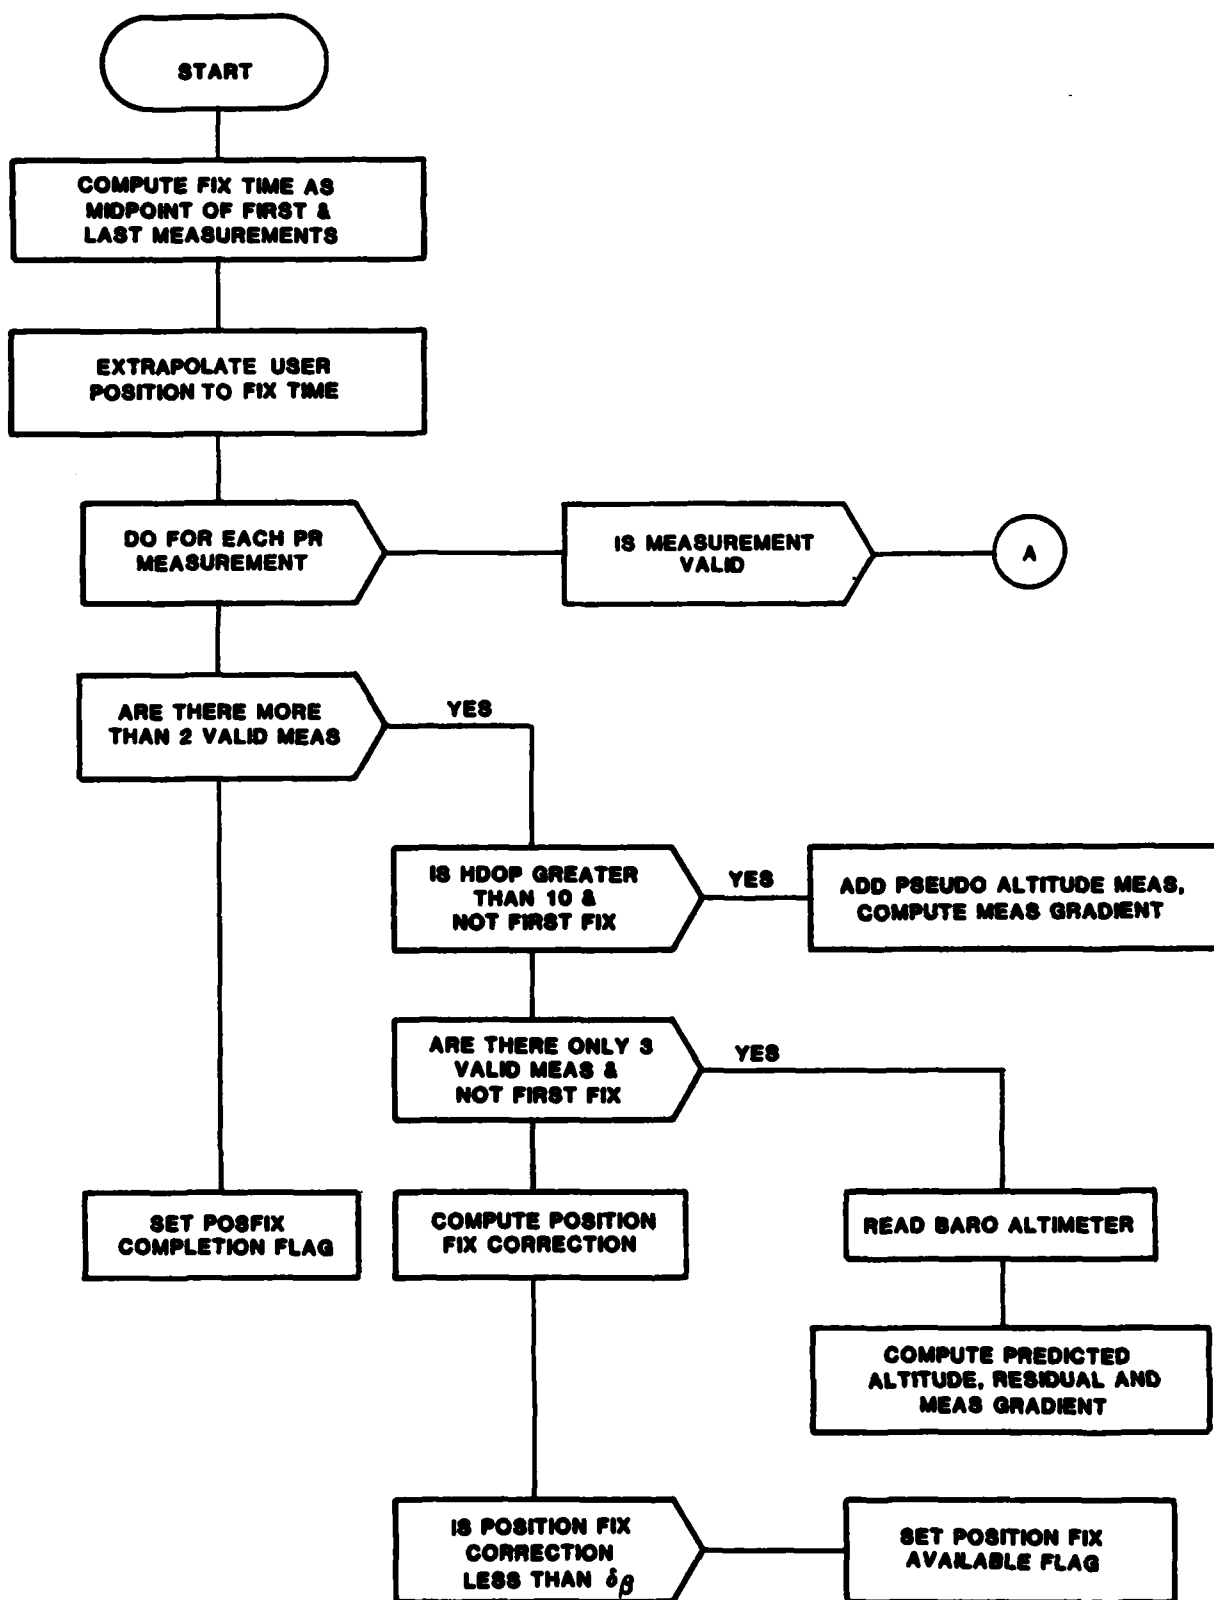 START
COMPUTE FIX TIME AS
MIDPOINT OF FIRST &
LAST MEASUREMENTS
EXTRAPOLATE USER
POSITION TO FIX TIME
DO FOR EACH PR
MEASUREMENT
IS MEASUREMENT
VALID
A
ARE THERE MORE
THAN 2 VALID MEAS
YES
IS HDOP GREATER
THAN 10 &
NOT FIRST FIX
YES
ADD PSEUDO ALTITUDE MEAS,
COMPUTE MEAS GRADIENT
ARE THERE ONLY 3
VALID MEAS &
NOT FIRST FIX
YES
SET POSFIX
COMPLETION FLAG
COMPUTE POSITION
FIX CORRECTION
READ BARO ALTIMETER
COMPUTE PREDICTED
ALTITUDE, RESIDUAL AND
MEAS GRADIENT
IS POSITION FIX
CORRECTION
LESS THAN δβ
SET POSITION FIX
AVAILABLE FLAG